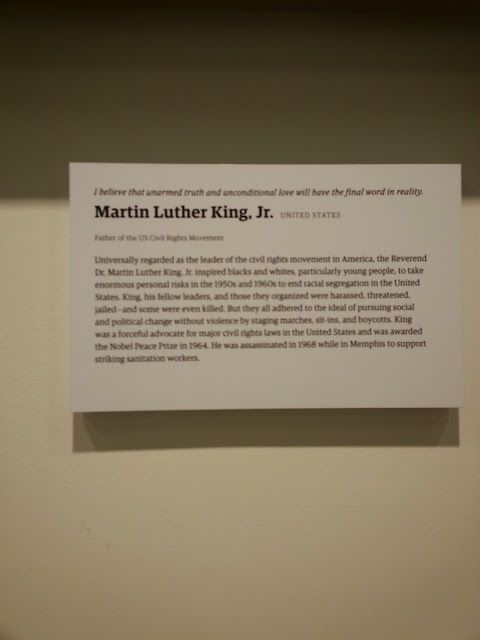 I believe that unarmed truth and unconditional love will have the final word in reality.
Martin Luther King, Jr. UNITED STATES
Father of the US Civil Rights Movement
Universally regarded as the leader of the civil rights movement in America, the Reverend
Dr. Martin Luther King, Jr. inspired blacks and whites, particularly young people, to take
enormous personal risks in the 1950s and 1960s to end racial segregation in the United
States. King, his fellow leaders, and those they organized were harassed, threatened,
jailed—and some were even killed. But they all adhered to the ideal of pursuing social
and political change without violence by staging marches, sit-ins, and boycotts. King
was a forceful advocate for major civil rights laws in the United States and was awarded
the Nobel Peace Prize in 1964. He was assassinated in 1968 while in Memphis to support
striking sanitation workers.